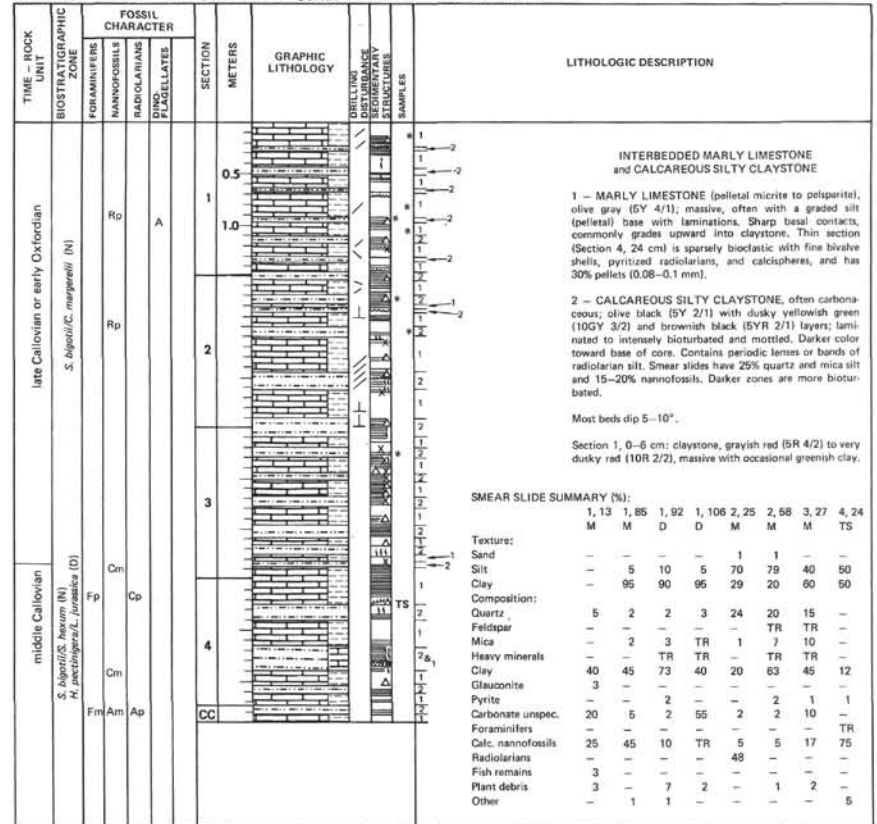 TIME – ROCK UNIT
BIOSTRATIGRAPHIC ZONE
FOSSIL CHARACTER
FORAMINIFERS
NANNOFOSSILS
RADIOLARIANS
DINO-FLAGELLATES
SECTION
METERS
GRAPHIC LITHOLOGY
DRILLING DISTURBANCE
SEDIMENTARY STRUCTURES
SAMPLES
LITHOLOGIC DESCRIPTION
late Callovian or early Oxfordian
middle Callovian
S. bigotii/C. margerelii (N)
S. bigotii/S. hexum (N)
H. pectinigera/L. jurassica (D)
Rp
A
Rp
Cm
Fp
Cp
Cm
Fm Am Ap
0.5
1
1.0
2
3
4
CC
TS
2&1
INTERBEDDED MARLY LIMESTONE
and CALCAREOUS SILTY CLAYSTONE
1 – MARLY LIMESTONE (pelletal micrite to pelsparite),
olive gray (5Y 4/1); massive, often with a graded silt
(pelletal) base with laminations. Sharp basal contacts,
commonly grades upward into claystone. Thin section
(Section 4, 24 cm) is sparsely bioclastic with fine bivalve
shells, pyritized radiolarians, and calcispheres, and has
30% pellets (0.08–0.1 mm).
2 – CALCAREOUS SILTY CLAYSTONE, often carbona-
ceous; olive black (5Y 2/1) with dusky yellowish green
(10GY 3/2) and brownish black (5YR 2/1) layers; lami-
nated to intensely bioturbated and mottled. Darker color
toward base of core. Contains periodic lenses or bands of
radiolarian silt. Smear slides have 25% quartz and mica silt
and 15–20% nannofossils. Darker zones are more biotur-
bated.
Most beds dip 5–10°.
Section 1, 0–6 cm: claystone, grayish red (5R 4/2) to very
dusky red (10R 2/2), massive with occasional greenish clay.
SMEAR SLIDE SUMMARY (%):
1, 13 1, 85 1, 92 1, 106 2, 25 2, 58 3, 27 4, 24
M M D D M M M TS
Texture:
Sand – – – – 1 1 – –
Silt – 5 10 5 70 79 40 50
Clay – 95 90 95 29 20 60 50
Composition:
Quartz 5 2 2 3 24 20 15 –
Feldspar – – – – – TR TR –
Mica – 2 3 TR 1 7 10 –
Heavy minerals – – TR TR – TR TR –
Clay 40 45 73 40 20 63 45 12
Glauconite 3 – – – – – – –
Pyrite – – 2 – – 2 1 1
Carbonate unspec. 20 5 2 55 2 2 10 –
Foraminifers – – – – – – – TR
Calc. nannofossils 25 45 10 TR 5 5 17 75
Radiolarians – – – – 48 – – –
Fish remains 3 – – – – – – –
Plant debris 3 – 7 2 – 1 2 –
Other – 1 1 – – – – 5